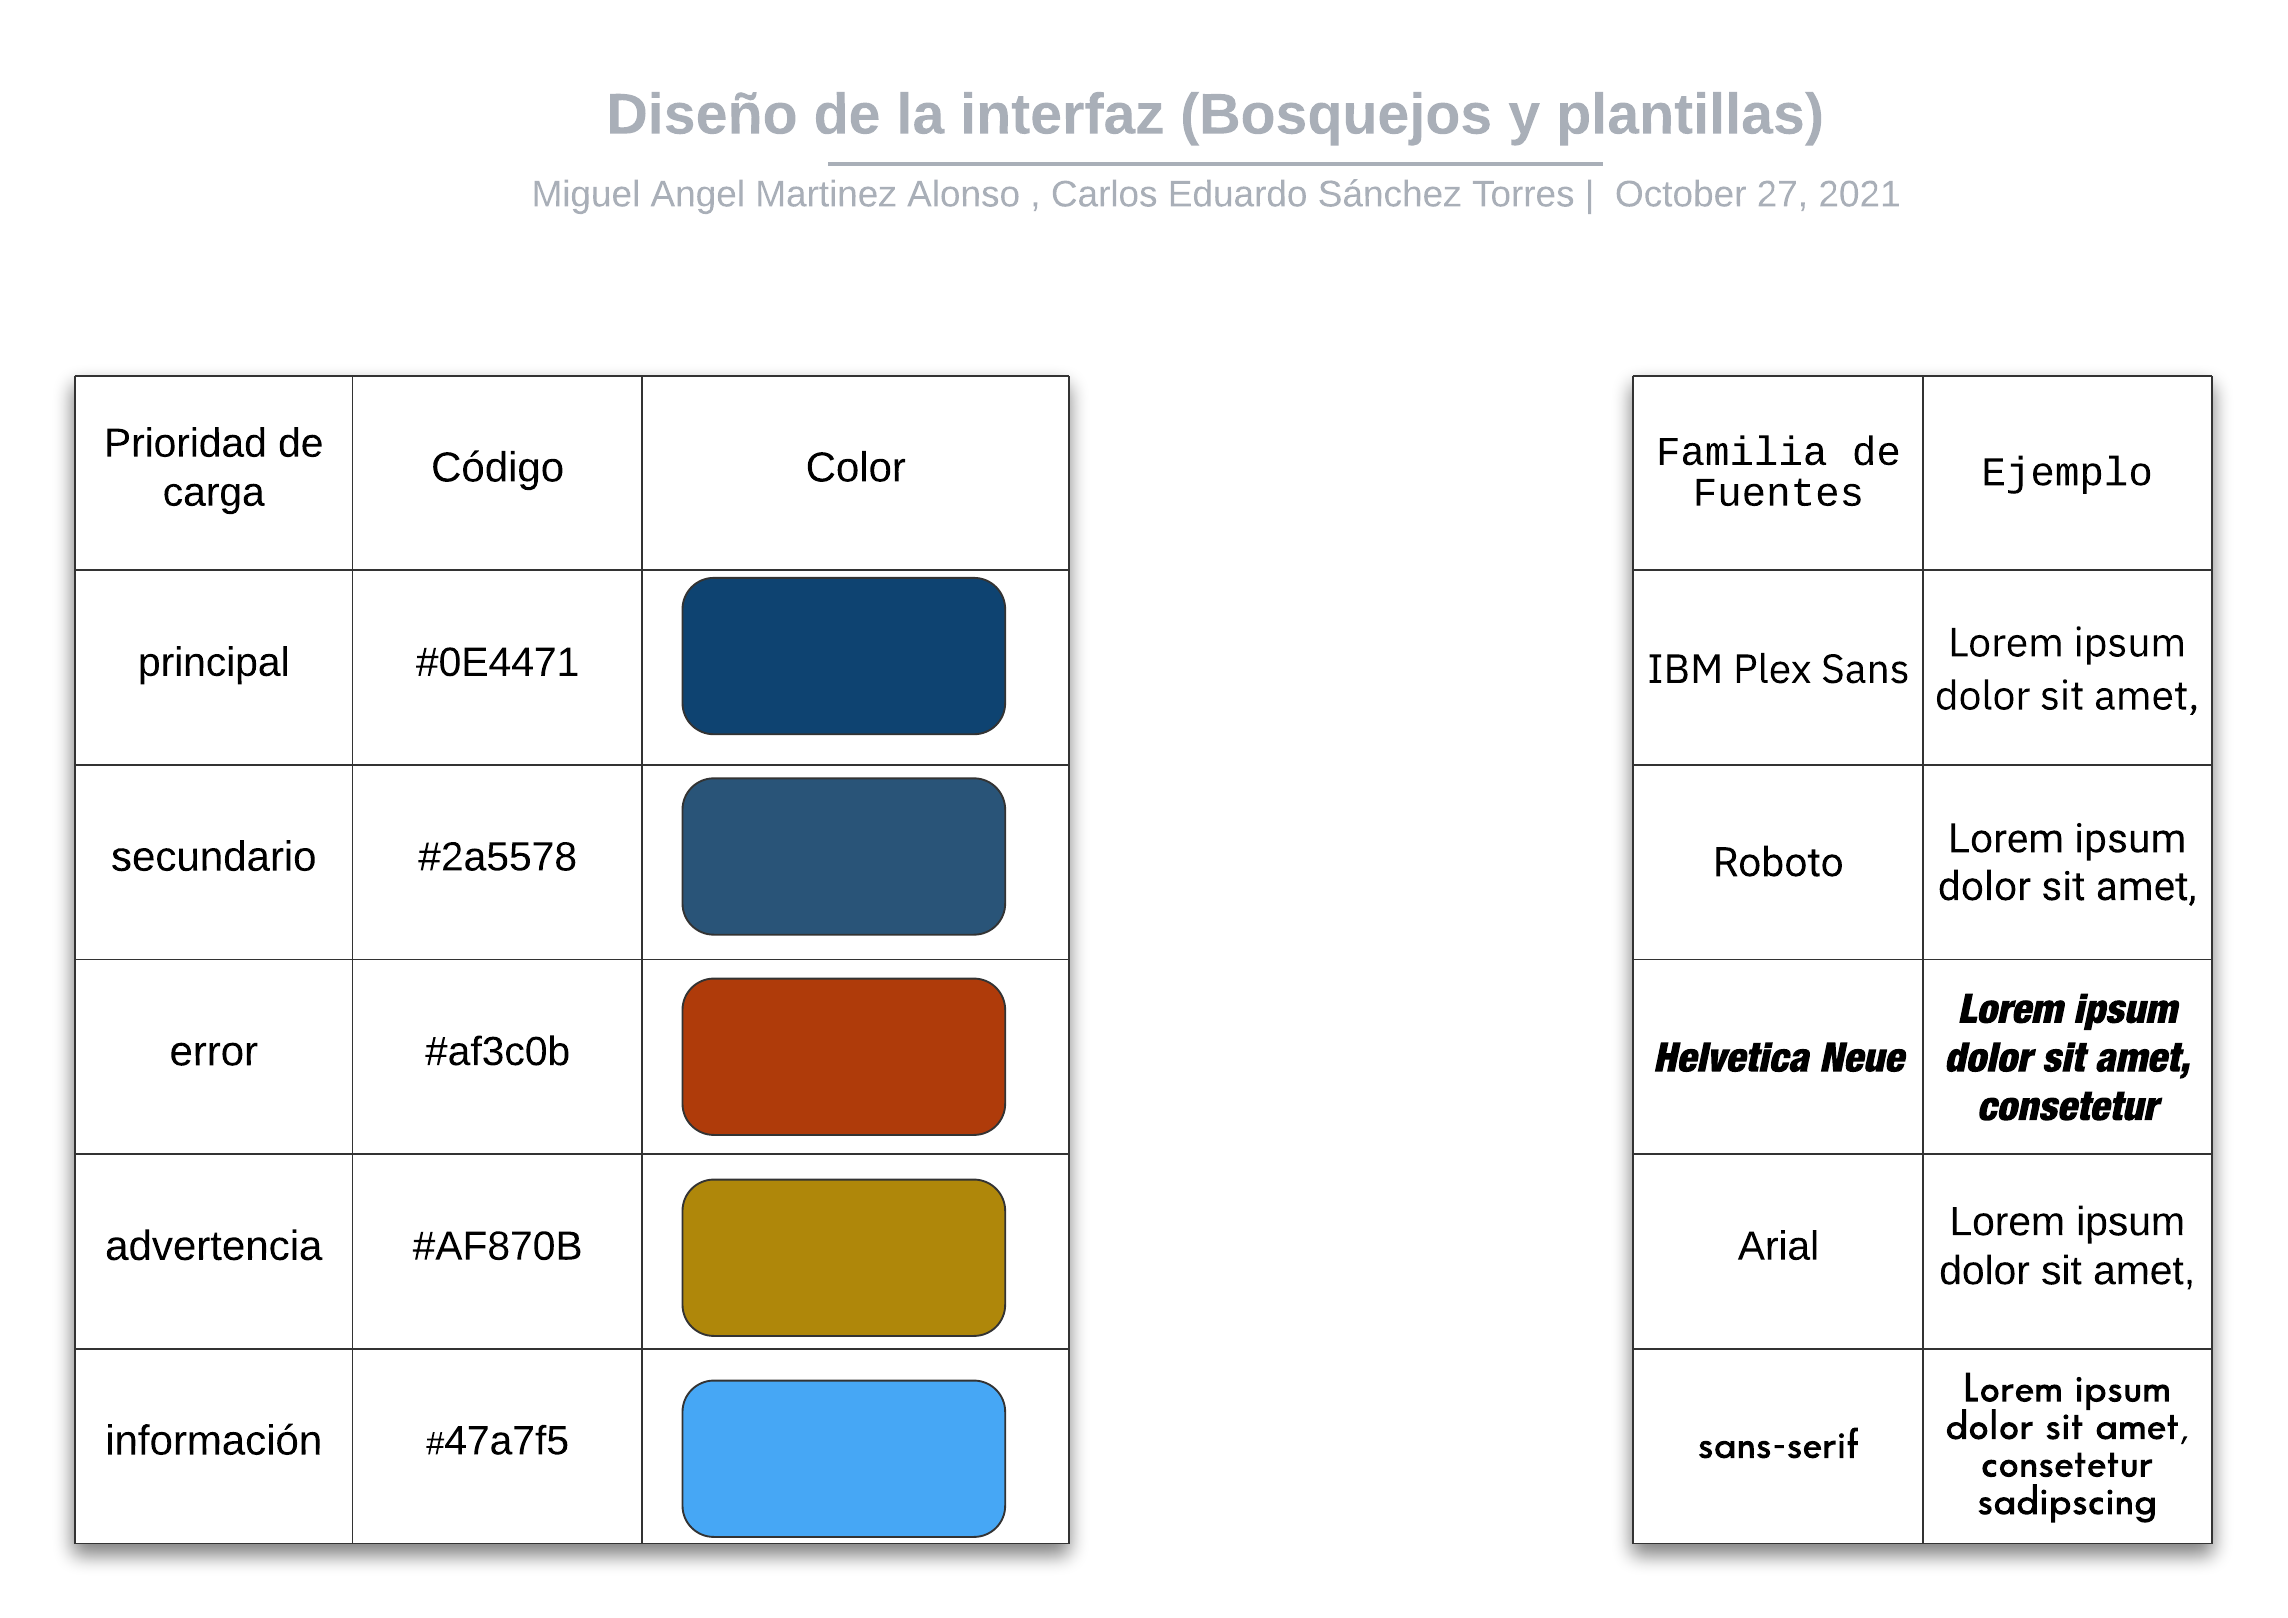 Diseño de la interfaz (Bosquejos y plantillas)
Miguel Angel Martinez Alonso , Carlos Eduardo Sánchez Torres | October 27, 2021
Prioridad de
carga
Código
Color
principal
#0E4471
secundario
#2a5578
error
#af3c0b
advertencia
#AF870B
información
#47a7f5
Familia de
Fuentes
Ejemplo
IBM Plex Sans
Lorem ipsum
dolor sit amet,
Roboto
Lorem ipsum
dolor sit amet,
Helvetica Neue
Lorem ipsum
dolor sit amet,
consetetur
Arial
Lorem ipsum
dolor sit amet,
sans-serif
Lorem ipsum
dolor sit amet,
consetetur
sadipscing